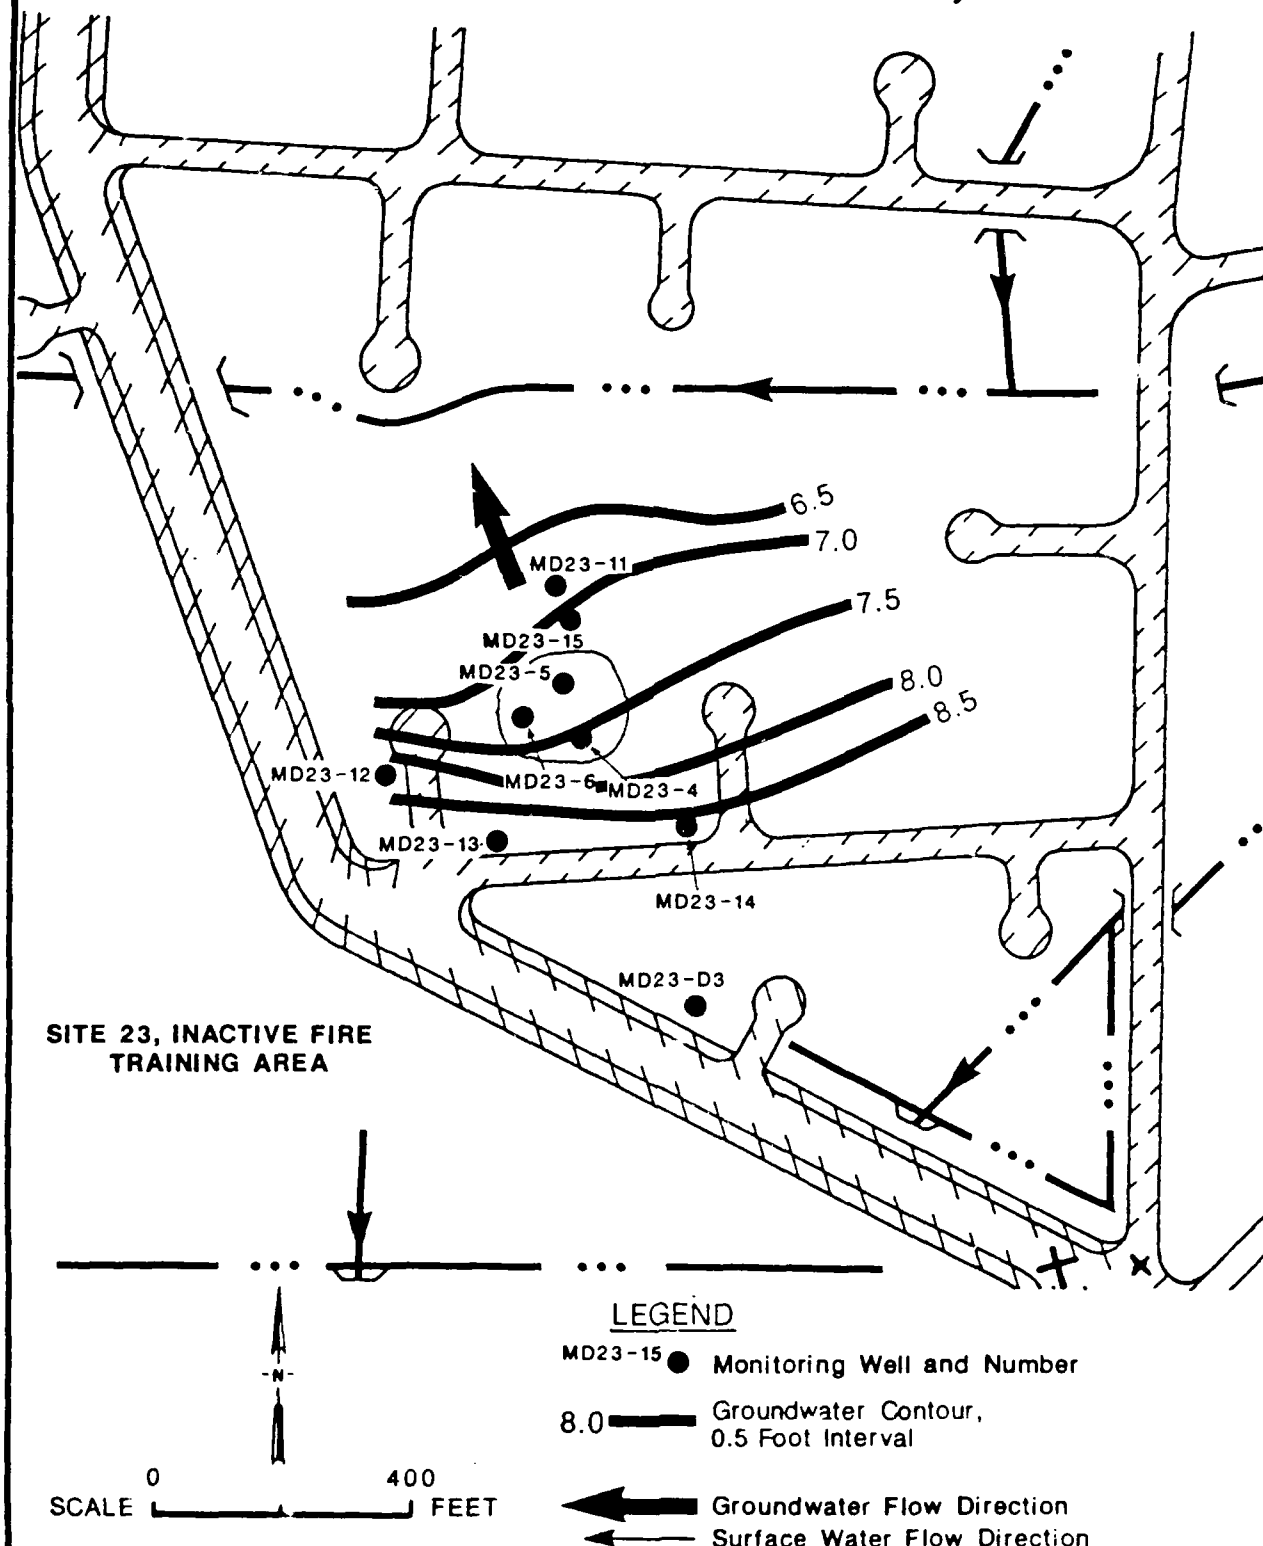 6.5
MD23-11
7.0
7.5
MD23-15
MD23-5
8.0
8.5
MD23-12
MD23-6
MD23-4
MD23-13
MD23-14
MD23-D3
SITE 23, INACTIVE FIRE
TRAINING AREA
LEGEND
MD23-15 Monitoring Well and Number
-N-
8.0 Groundwater Contour,
0.5 Foot Interval
0 400
SCALE FEET
Groundwater Flow Direction
Surface Water Flow Direction